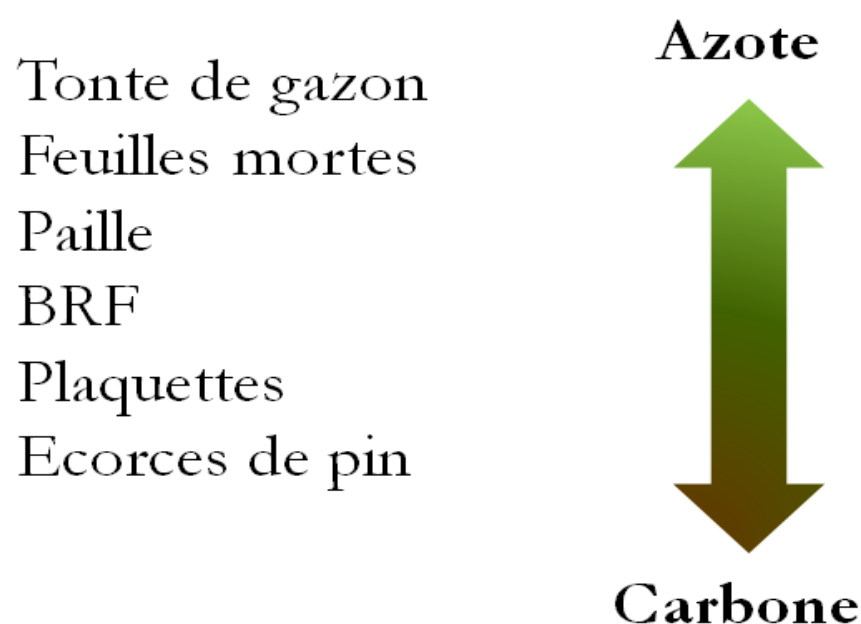 Azote
Tonte de gazon
Feuilles mortes
Paille
BRF
Plaquettes
Ecorces de pin
Carbone